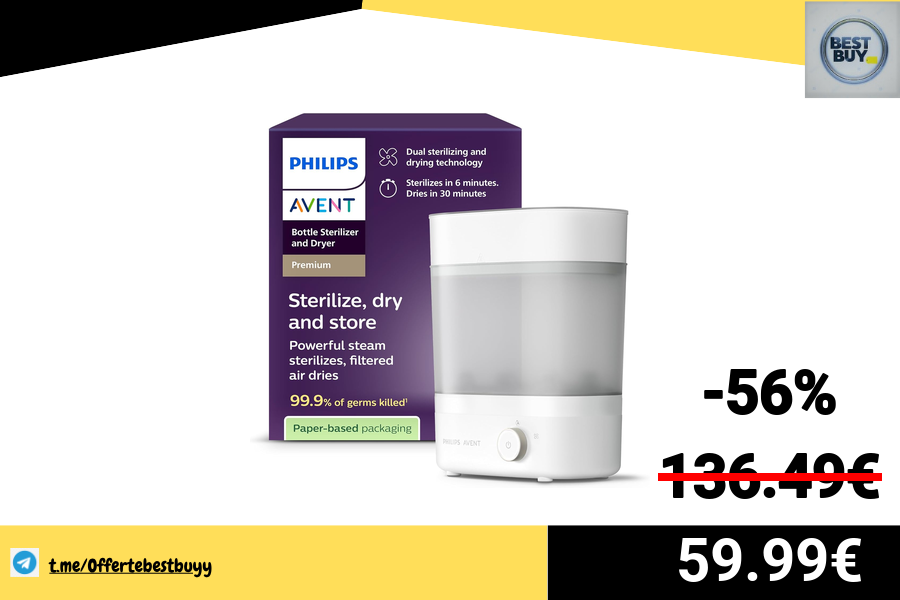 BEST
BUY
PHILIPS
AVENT
Bottle Sterilizer
and Dryer
Premium
Dual sterilizing and
drying technology
Sterilizes in 6 minutes.
Dries in 30 minutes
Sterilize, dry
and store
Powerful steam
sterilizes, filtered
air dries
99.9% of germs killed¹
Paper-based packaging
PHILIPS AVENT
-56%
136.49€
59.99€
t.me/Offertebestbuyy